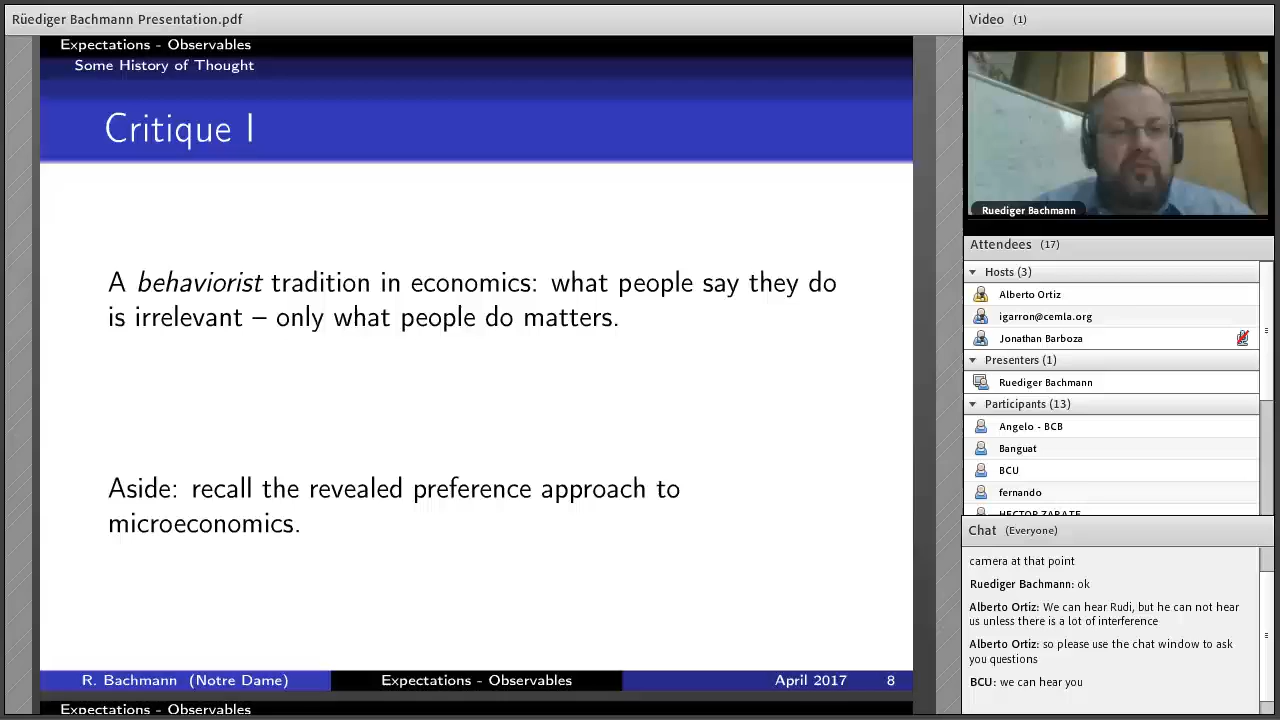 Rüediger Bachmann Presentation.pdf
Expectations - Observables
Some History of Thought
Critique I
A behaviorist tradition in economics: what people say they do
is irrelevant – only what people do matters.
Aside: recall the revealed preference approach to
microeconomics.
R. Bachmann (Notre Dame)
Expectations - Observables
April 2017
8
Expectations - Observables
Video (1)
Ruediger Bachmann
Attendees (17)
Hosts (3)
Alberto Ortiz
igarron@cemla.org
Jonathan Barboza
Presenters (1)
Ruediger Bachmann
Participants (13)
Angelo - BCB
Banguat
BCU
fernando
HECTOR ZARATE
Chat (Everyone)
camera at that point
Ruediger Bachmann: ok
Alberto Ortiz: We can hear Rudi, but he can not hear
us unless there is a lot of interference
Alberto Ortiz: so please use the chat window to ask
you questions
BCU: we can hear you